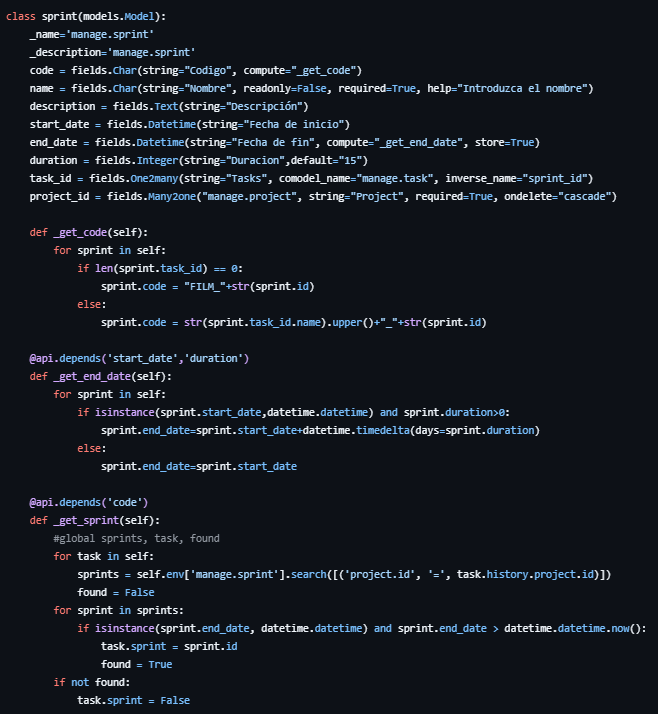 class sprint(models.Model):
    _name='manage.sprint'
    _description='manage.sprint'
    code = fields.Char(string="Codigo", compute="_get_code")
    name = fields.Char(string="Nombre", readonly=False, required=True, help="Introduzca el nombre")
    description = fields.Text(string="Descripción")
    start_date = fields.Datetime(string="Fecha de inicio")
    end_date = fields.Datetime(string="Fecha de fin", compute="_get_end_date", store=True)
    duration = fields.Integer(string="Duracion",default="15")
    task_id = fields.One2many(string="Tasks", comodel_name="manage.task", inverse_name="sprint_id")
    project_id = fields.Many2one("manage.project", string="Project", required=True, ondelete="cascade")

    def _get_code(self):
        for sprint in self:
            if len(sprint.task_id) == 0:
                sprint.code = "FILM_"+str(sprint.id)
            else:
                sprint.code = str(sprint.task_id.name).upper()+"_"+str(sprint.id)

    @api.depends('start_date','duration')
    def _get_end_date(self):
        for sprint in self:
            if isinstance(sprint.start_date,datetime.datetime) and sprint.duration>0:
                sprint.end_date=sprint.start_date+datetime.timedelta(days=sprint.duration)
            else:
                sprint.end_date=sprint.start_date

    @api.depends('code')
    def _get_sprint(self):
        #global sprints, task, found
        for task in self:
            sprints = self.env['manage.sprint'].search([('project.id', '=', task.history.project.id)])
            found = False
        for sprint in sprints:
            if isinstance(sprint.end_date, datetime.datetime) and sprint.end_date > datetime.datetime.now():
                task.sprint = sprint.id
                found = True
        if not found:
            task.sprint = False